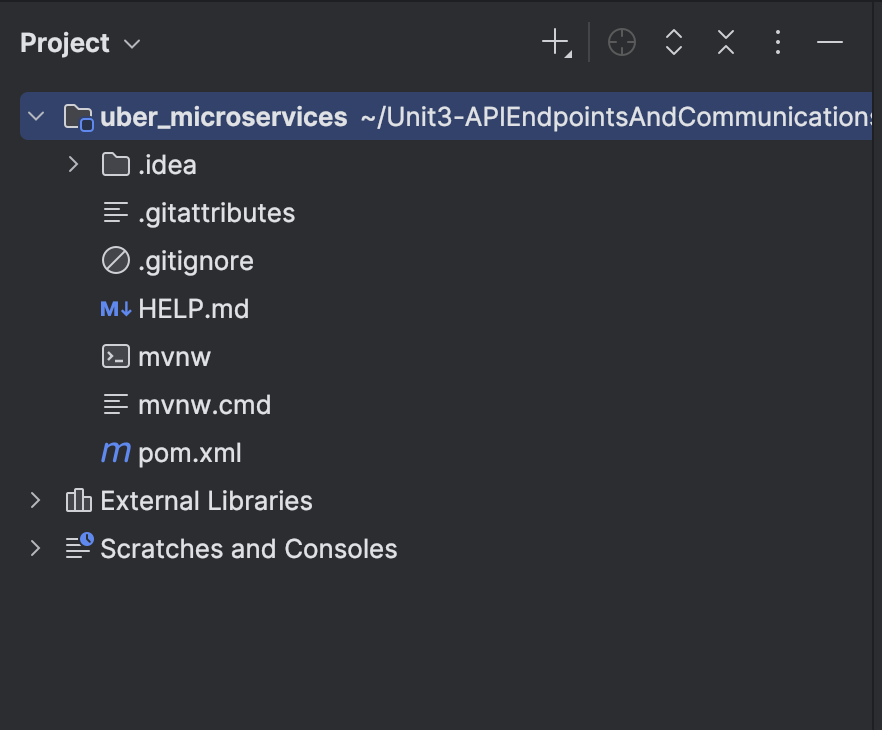 Project
uber_microservices ~/Unit3-APIEndpointsAndCommunications
.idea
.gitattributes
.gitignore
M↓ HELP.md
mvnw
mvnw.cmd
m pom.xml
External Libraries
Scratches and Consoles